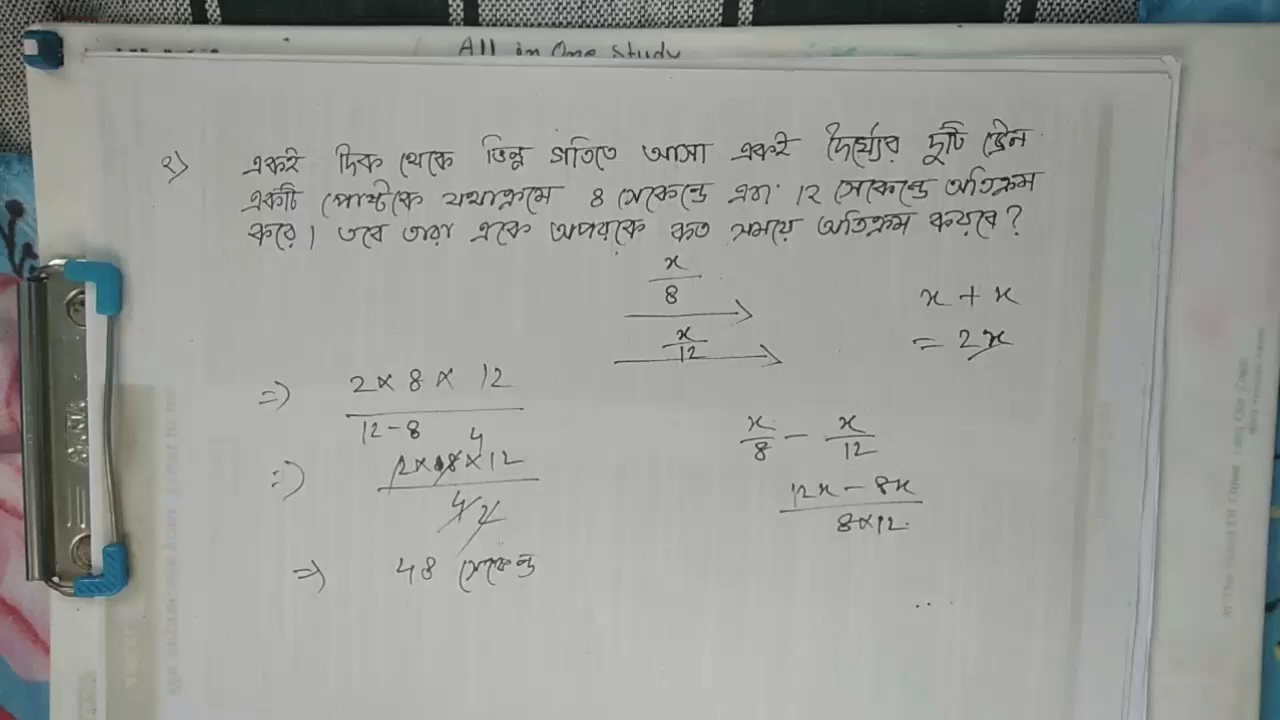 All in One Study
২) একই দিক থেকে ভিন্ন গতিতে আসা একই দৈর্ঘ্যের দুটি ট্রেন
একটি পোস্টকে যথাক্রমে 8 সেকেন্ডে এবং 12 সেকেন্ডে অতিক্রম
করে। তবে তারা একে অপরকে কত সময়ে অতিক্রম করবে?
x/8
x/12
x + x
= 2x
=) 2 × 8 × 12 / 12 - 8
=) 2 × 8 × 12 / 4 2
4
=) 48 সেকেন্ড
x/8 - x/12
12x - 8x / 8×12